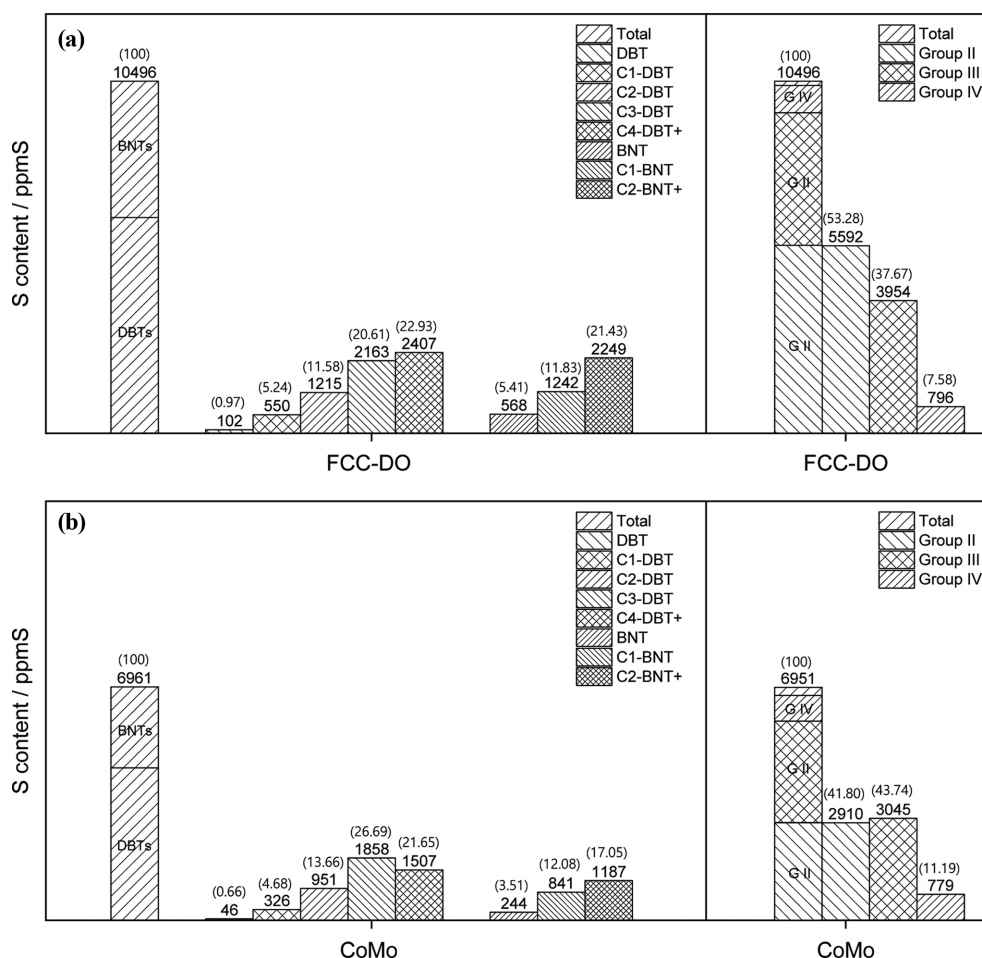 (a)
S content / ppmS
(100)
10496
BNTs
DBTs
(0.97)
102
(5.24)
550
(11.58)
1215
(20.61)
2163
(22.93)
2407
(5.41)
568
(11.83)
1242
(21.43)
2249
Total
DBT
C1-DBT
C2-DBT
C3-DBT
C4-DBT+
BNT
C1-BNT
C2-BNT+
FCC-DO
(100)
10496
G IV
G II
G II
(53.28)
5592
(37.67)
3954
(7.58)
796
Total
Group II
Group III
Group IV
FCC-DO
(b)
S content / ppmS
(100)
6961
BNTs
DBTs
(0.66)
46
(4.68)
326
(13.66)
951
(26.69)
1858
(21.65)
1507
(3.51)
244
(12.08)
841
(17.05)
1187
Total
DBT
C1-DBT
C2-DBT
C3-DBT
C4-DBT+
BNT
C1-BNT
C2-BNT+
CoMo
(100)
6951
G IV
G II
G II
(41.80)
2910
(43.74)
3045
(11.19)
779
Total
Group II
Group III
Group IV
CoMo